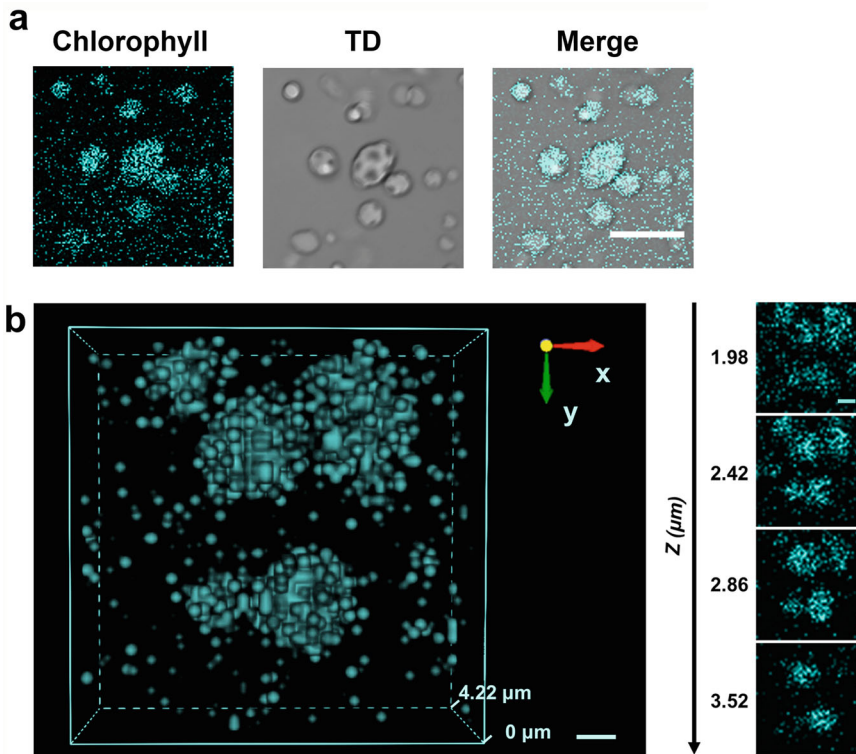 a
Chlorophyll
TD
Merge
b
x
y
4.22 μm
0 μm
Z (μm)
1.98
2.42
2.86
3.52